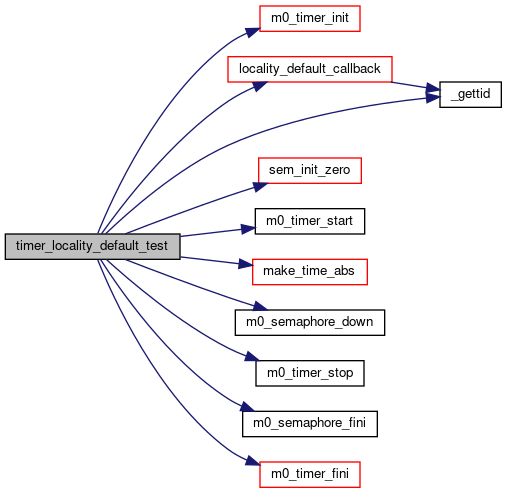 m0_timer_init
locality_default_callback
_gettid
sem_init_zero
m0_timer_start
timer_locality_default_test
make_time_abs
m0_semaphore_down
m0_timer_stop
m0_semaphore_fini
m0_timer_fini